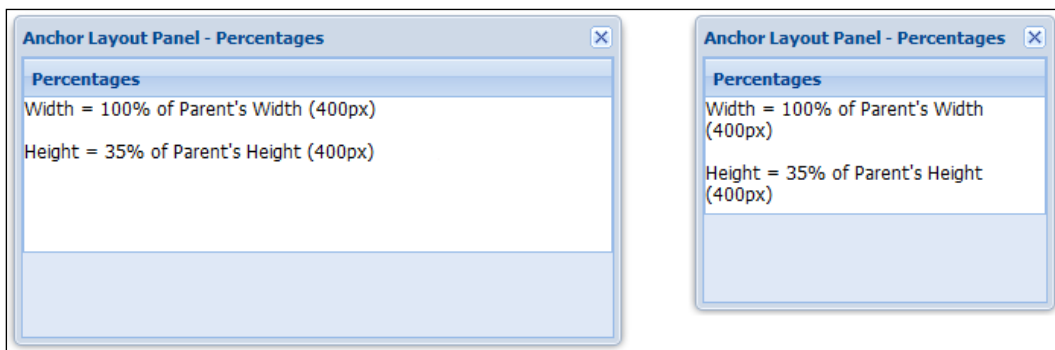 Anchor Layout Panel - Percentages
Percentages
Width = 100% of Parent's Width (400px)
Height = 35% of Parent's Height (400px)
Anchor Layout Panel - Percentages
Percentages
Width = 100% of Parent's Width
(400px)
Height = 35% of Parent's Height
(400px)